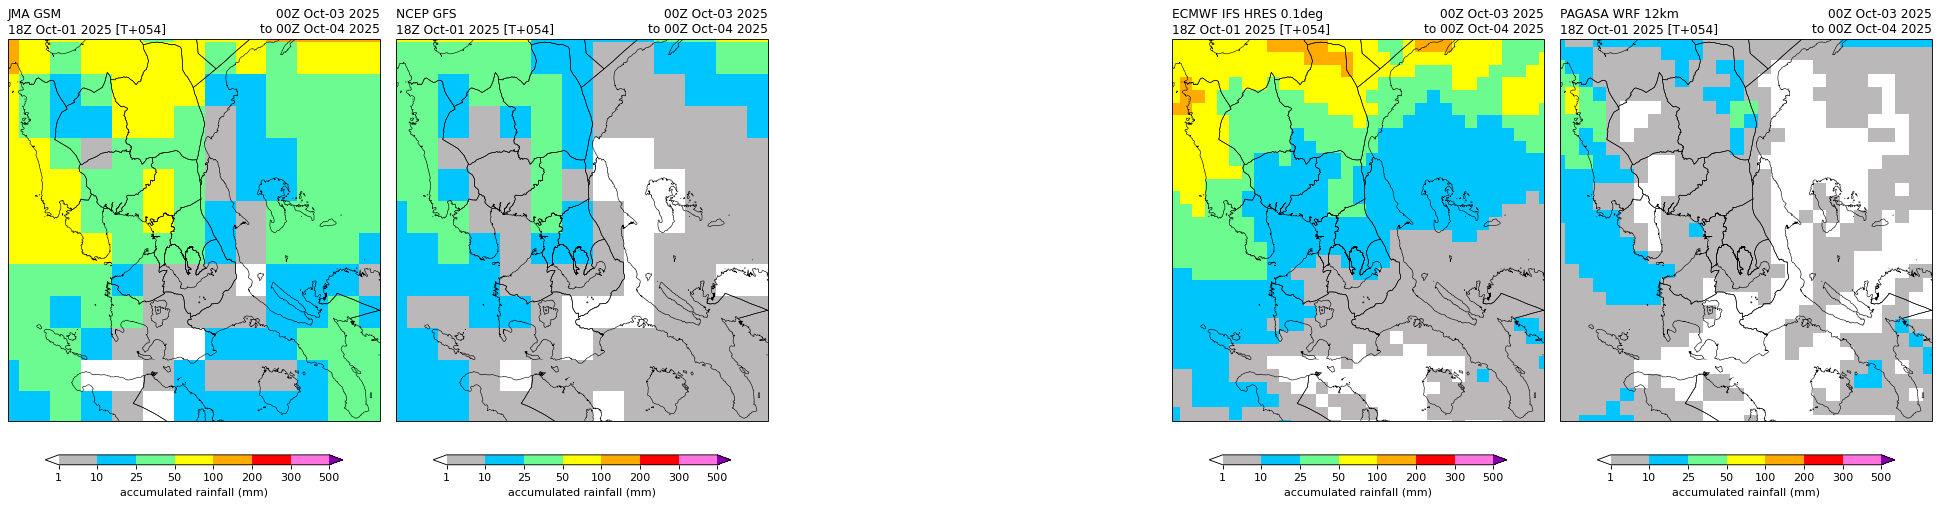 JMA GSM
00Z Oct-03 2025
18Z Oct-01 2025 [T+054]
to 00Z Oct-04 2025
1 10 25 50 100 200 300 500
accumulated rainfall (mm)
NCEP GFS
00Z Oct-03 2025
18Z Oct-01 2025 [T+054]
to 00Z Oct-04 2025
1 10 25 50 100 200 300 500
accumulated rainfall (mm)
ECMWF IFS HRES 0.1deg
00Z Oct-03 2025
18Z Oct-01 2025 [T+054]
to 00Z Oct-04 2025
1 10 25 50 100 200 300 500
accumulated rainfall (mm)
PAGASA WRF 12km
00Z Oct-03 2025
18Z Oct-01 2025 [T+054]
to 00Z Oct-04 2025
1 10 25 50 100 200 300 500
accumulated rainfall (mm)